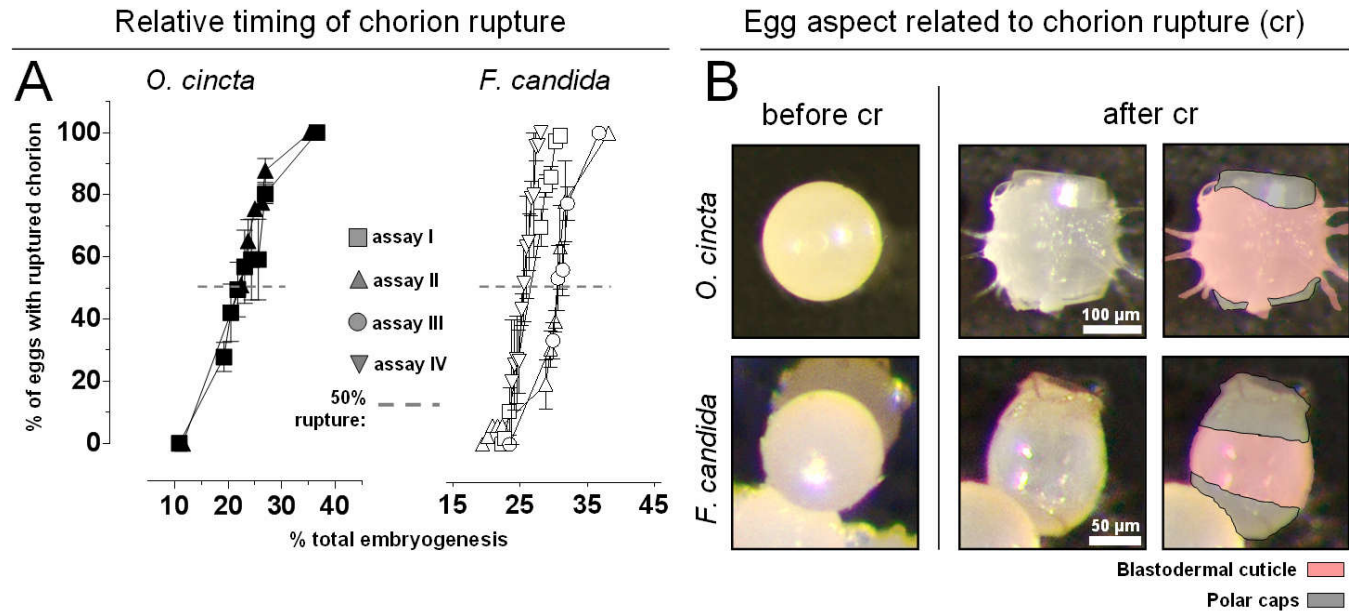 Relative timing of chorion rupture
Egg aspect related to chorion rupture (cr)
A
O. cincta
F. candida
% of eggs with ruptured chorion
100
80
60
40
20
0
assay I
assay II
assay III
assay IV
50%
rupture:
10 20 30 40
15 25 35 45
% total embryogenesis
B
before cr
after cr
O. cincta
100 µm
F. candida
50 µm
Blastodermal cuticle
Polar caps